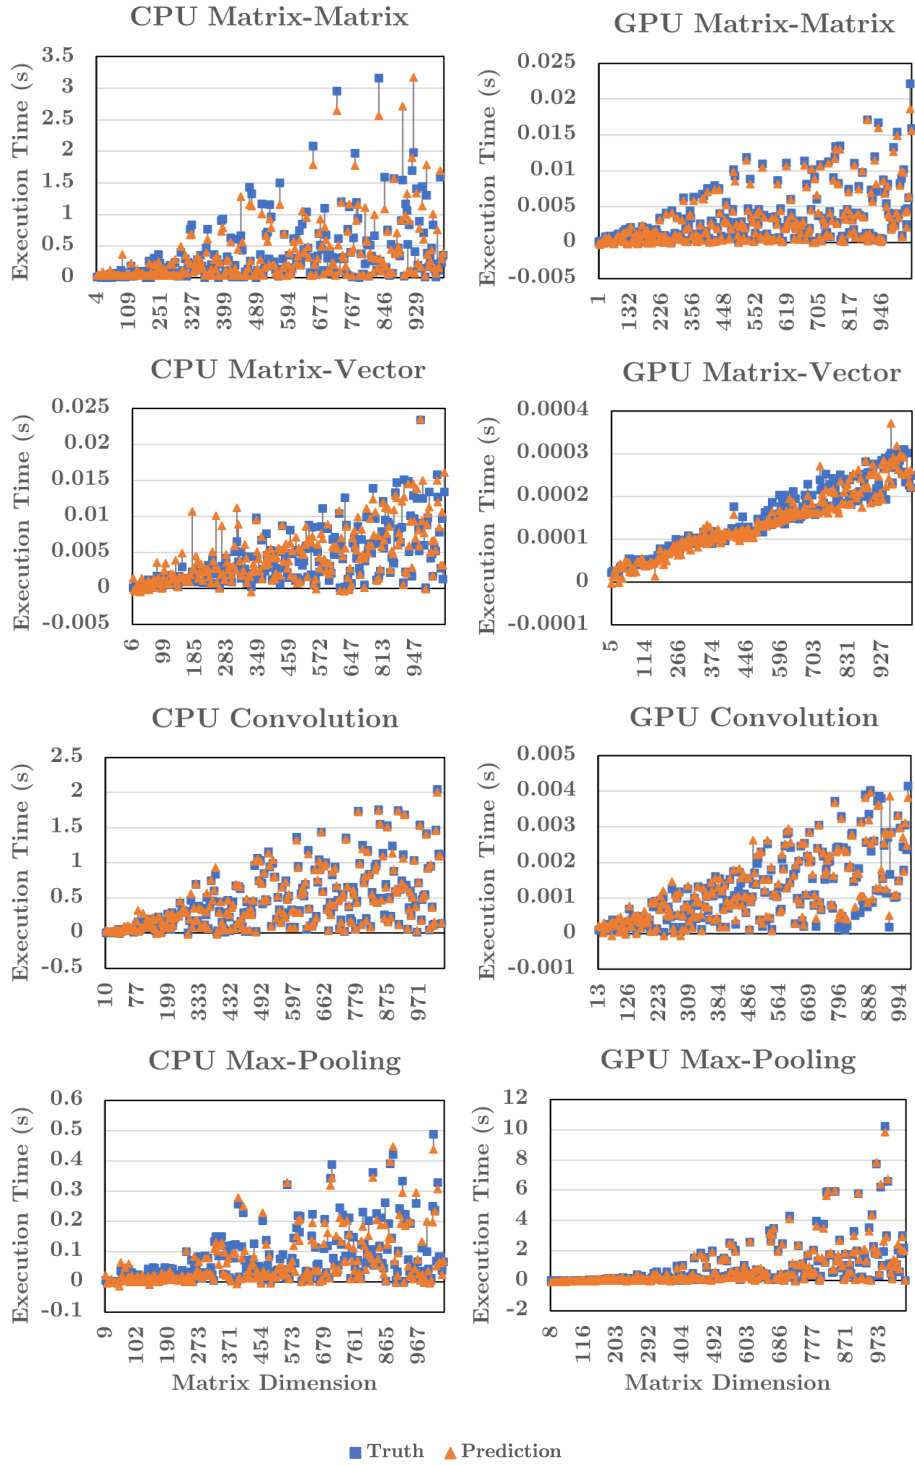 CPU Matrix-Matrix
Execution Time (s)
3.5
3
2.5
2
1.5
1
0.5
0
4 109 251 327 399 489 594 671 767 846 929
GPU Matrix-Matrix
Execution Time (s)
0.025
0.02
0.015
0.01
0.005
0
-0.005
1 132 226 356 448 552 619 705 817 946
CPU Matrix-Vector
Execution Time (s)
0.025
0.02
0.015
0.01
0.005
0
-0.005
6 99 185 283 349 459 572 647 813 947
GPU Matrix-Vector
Execution Time (s)
0.0004
0.0003
0.0002
0.0001
0
-0.0001
5 114 266 374 446 596 703 831 927
CPU Convolution
Execution Time (s)
2.5
2
1.5
1
0.5
0
-0.5
10 77 199 333 432 492 597 662 779 875 971
GPU Convolution
Execution Time (s)
0.005
0.004
0.003
0.002
0.001
0
-0.001
13 126 223 309 384 486 564 669 796 888 994
CPU Max-Pooling
Execution Time (s)
0.6
0.5
0.4
0.3
0.2
0.1
0
-0.1
9 102 190 273 371 454 573 679 761 865 967
Matrix Dimension
GPU Max-Pooling
Execution Time (s)
12
10
8
6
4
2
0
-2
8 116 203 292 404 492 603 686 777 871 973
Matrix Dimension
Truth Prediction